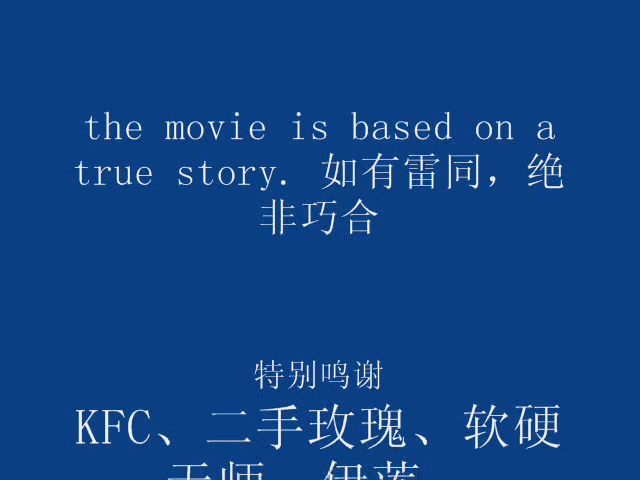 the movie is based on a
true story. 如有雷同，绝
非巧合
特别鸣谢
KFC、二手玫瑰、软硬